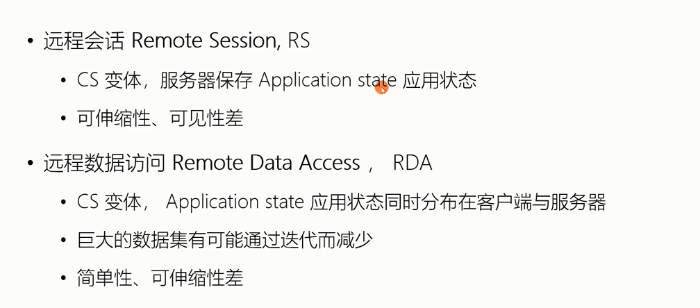 • 远程会话 Remote Session, RS
• CS 变体，服务器保存 Application state 应用状态
• 可伸缩性、可见性差
• 远程数据访问 Remote Data Access ， RDA
• CS 变体， Application state 应用状态同时分布在客户端与服务器
• 巨大的数据集有可能通过迭代而减少
• 简单性、可伸缩性差